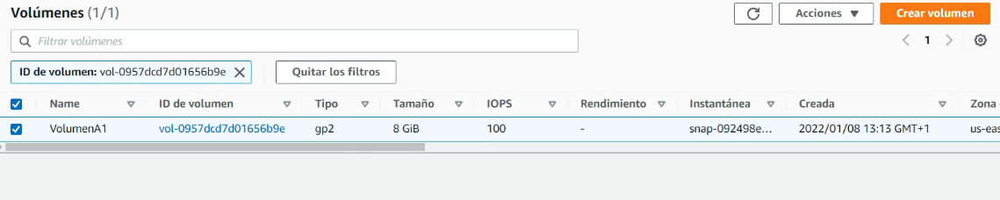 Volúmenes (1/1)
Acciones
Crear volumen
Filtrar volúmenes
1
ID de volumen: vol-0957dcd7d01656b9e
Quitar los filtros
Name ID de volumen Tipo Tamaño IOPS Rendimiento Instantánea Creada Zona
VolumenA1 vol-0957dcd7d01656b9e gp2 8 GiB 100 - snap-092498e... 2022/01/08 13:13 GMT+1 us-eas